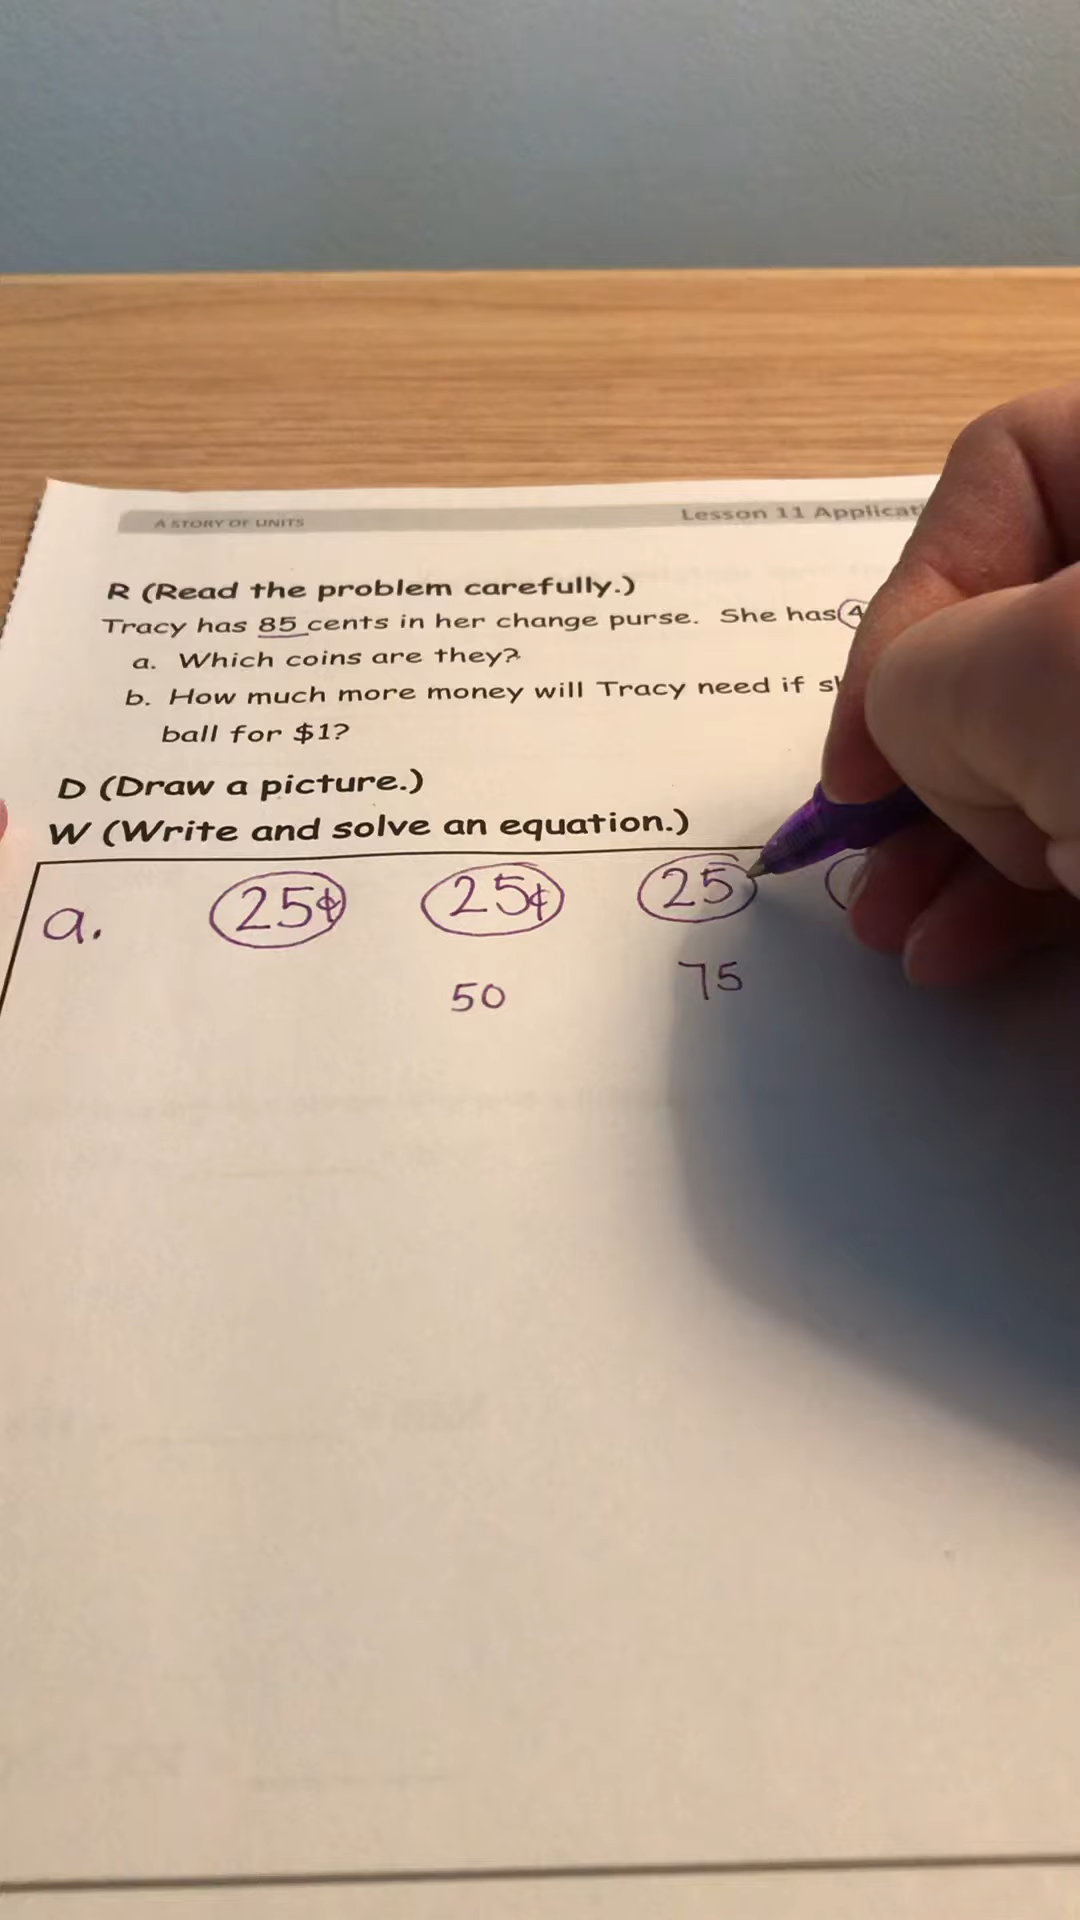 A STORY OF UNITS
Lesson 11
R (Read the problem carefully.)
Tracy has 85 cents in her change purse. She has 4
a. Which coins are they?
b. How much more money will Tracy need if
ball for $1?
D (Draw a picture.)
W (Write and solve an equation.)
a. 25¢ 25¢ 25
50 75